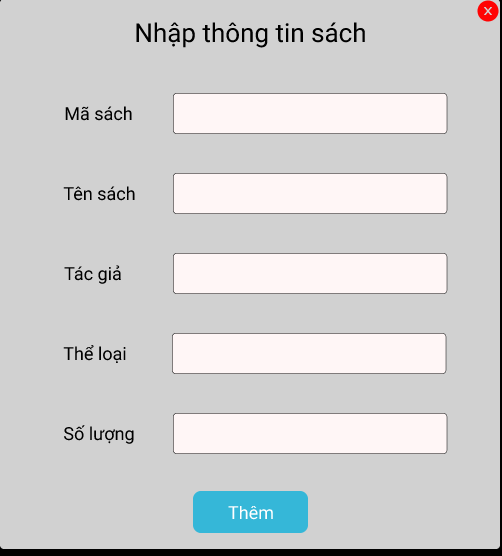 Nhập thông tin sách
Mã sách
Tên sách
Tác giả
Thể loại
Số lượng
Thêm